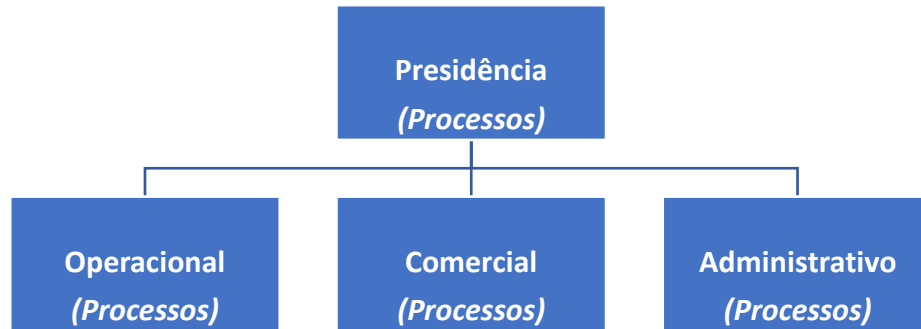 Presidência
(Processos)
Operacional
(Processos)
Comercial
(Processos)
Administrativo
(Processos)